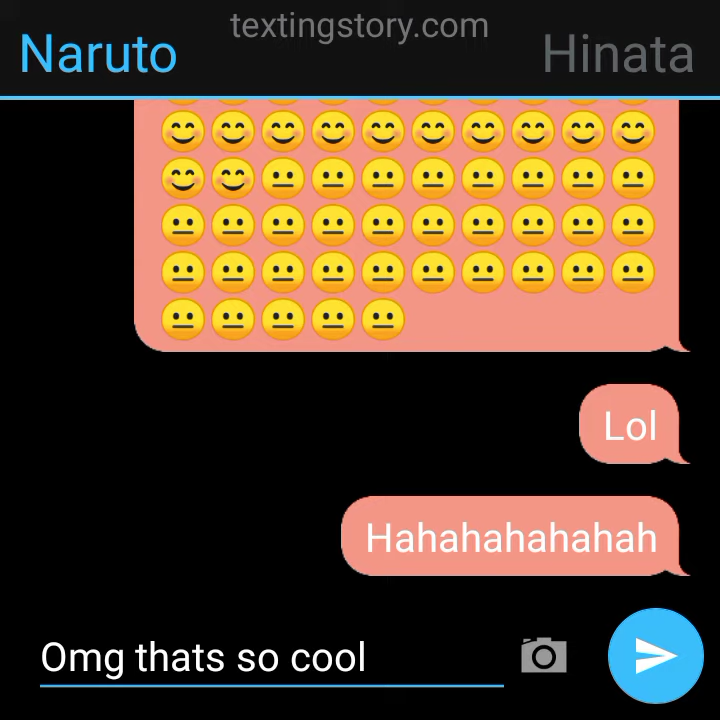 textingstory.com
Naruto
Hinata
😊😊😊😊😊😊😊😊😊😊
😊😊😐😐😐😐😐😐😐😐
😐😐😐😐😐😐😐😐😐😐
😐😐😐😐😐😐😐😐😐😐
😐😐😐😐😐
Lol
Hahahahahahah
Omg thats so cool